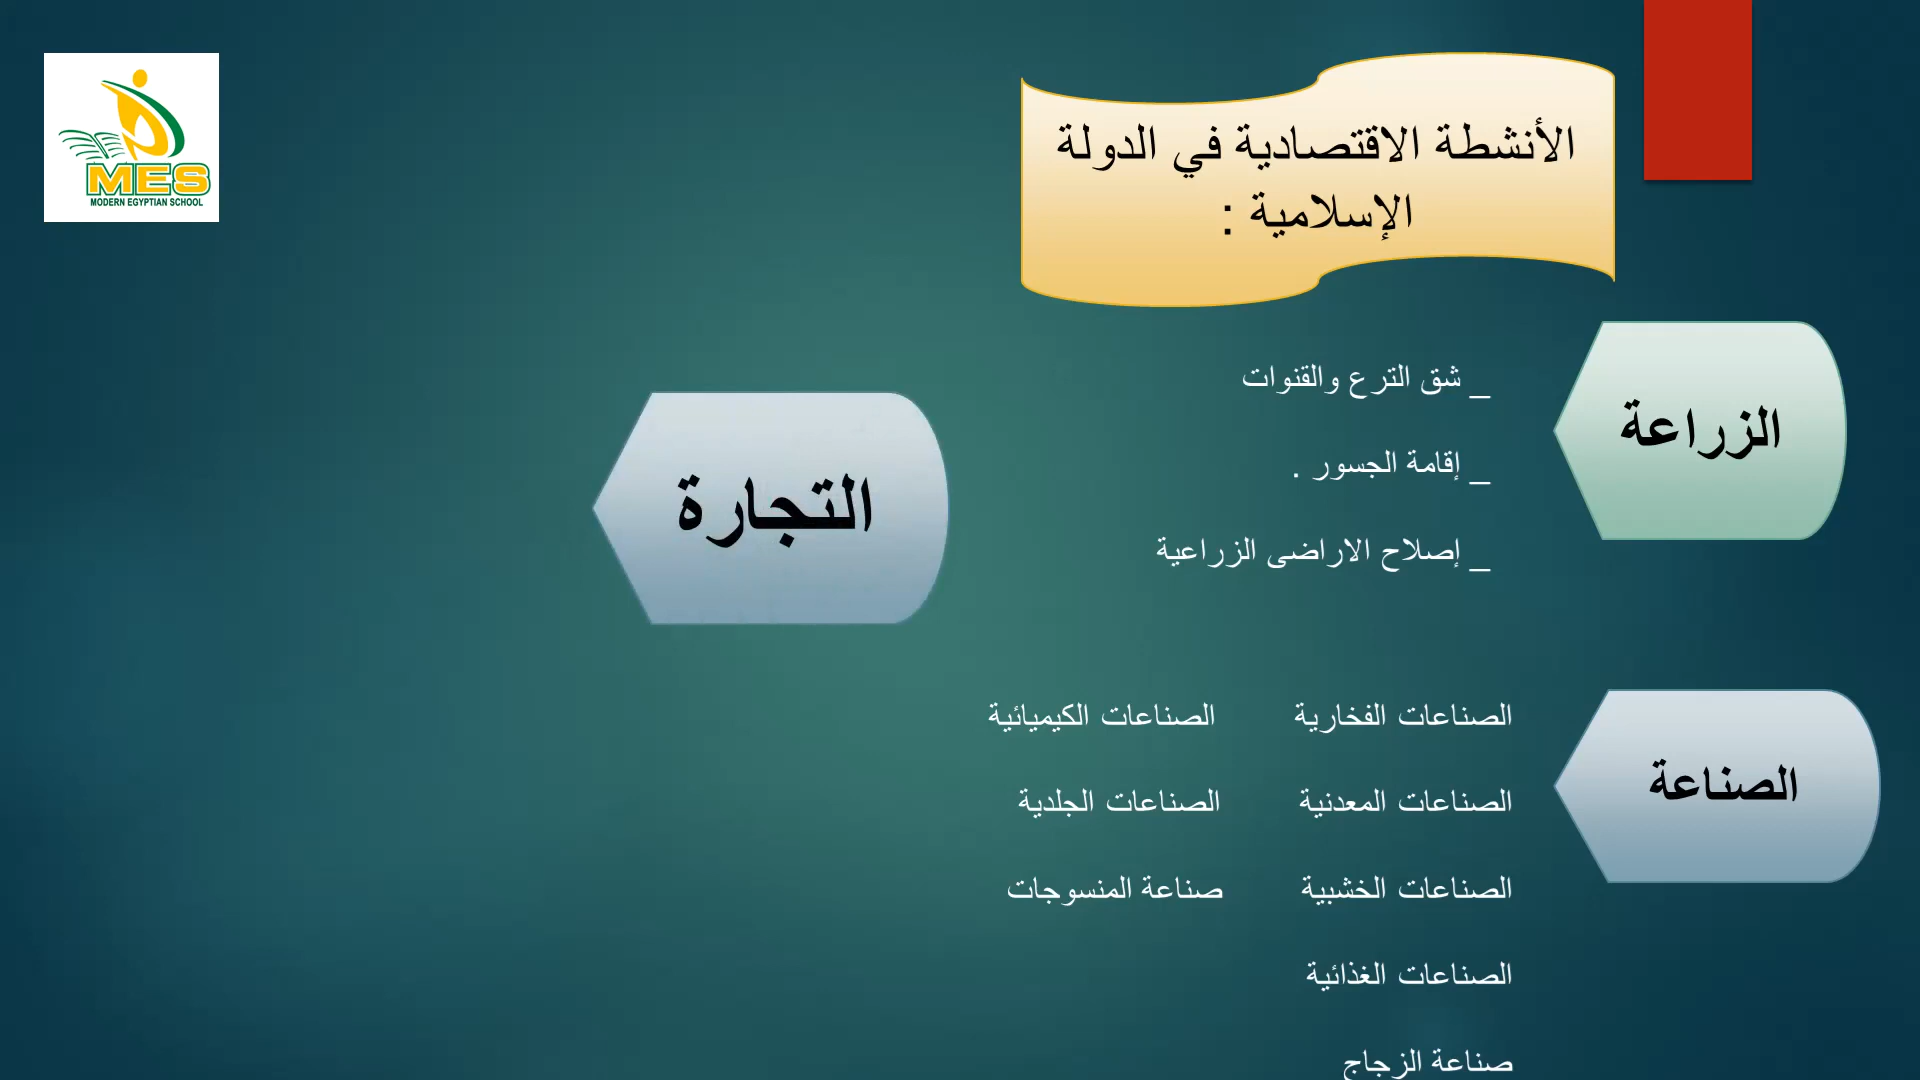 MES
MODERN EGYPTIAN SCHOOL
الأنشطة الاقتصادية في الدولة
الإسلامية :
الزراعة
_ شق الترع والقنوات
_ إقامة الجسور .
_ إصلاح الاراضى الزراعية
التجارة
الصناعة
الصناعات الفخارية الصناعات الكيميائية
الصناعات المعدنية الصناعات الجلدية
الصناعات الخشبية صناعة المنسوجات
الصناعات الغذائية
صناعة الزجاج